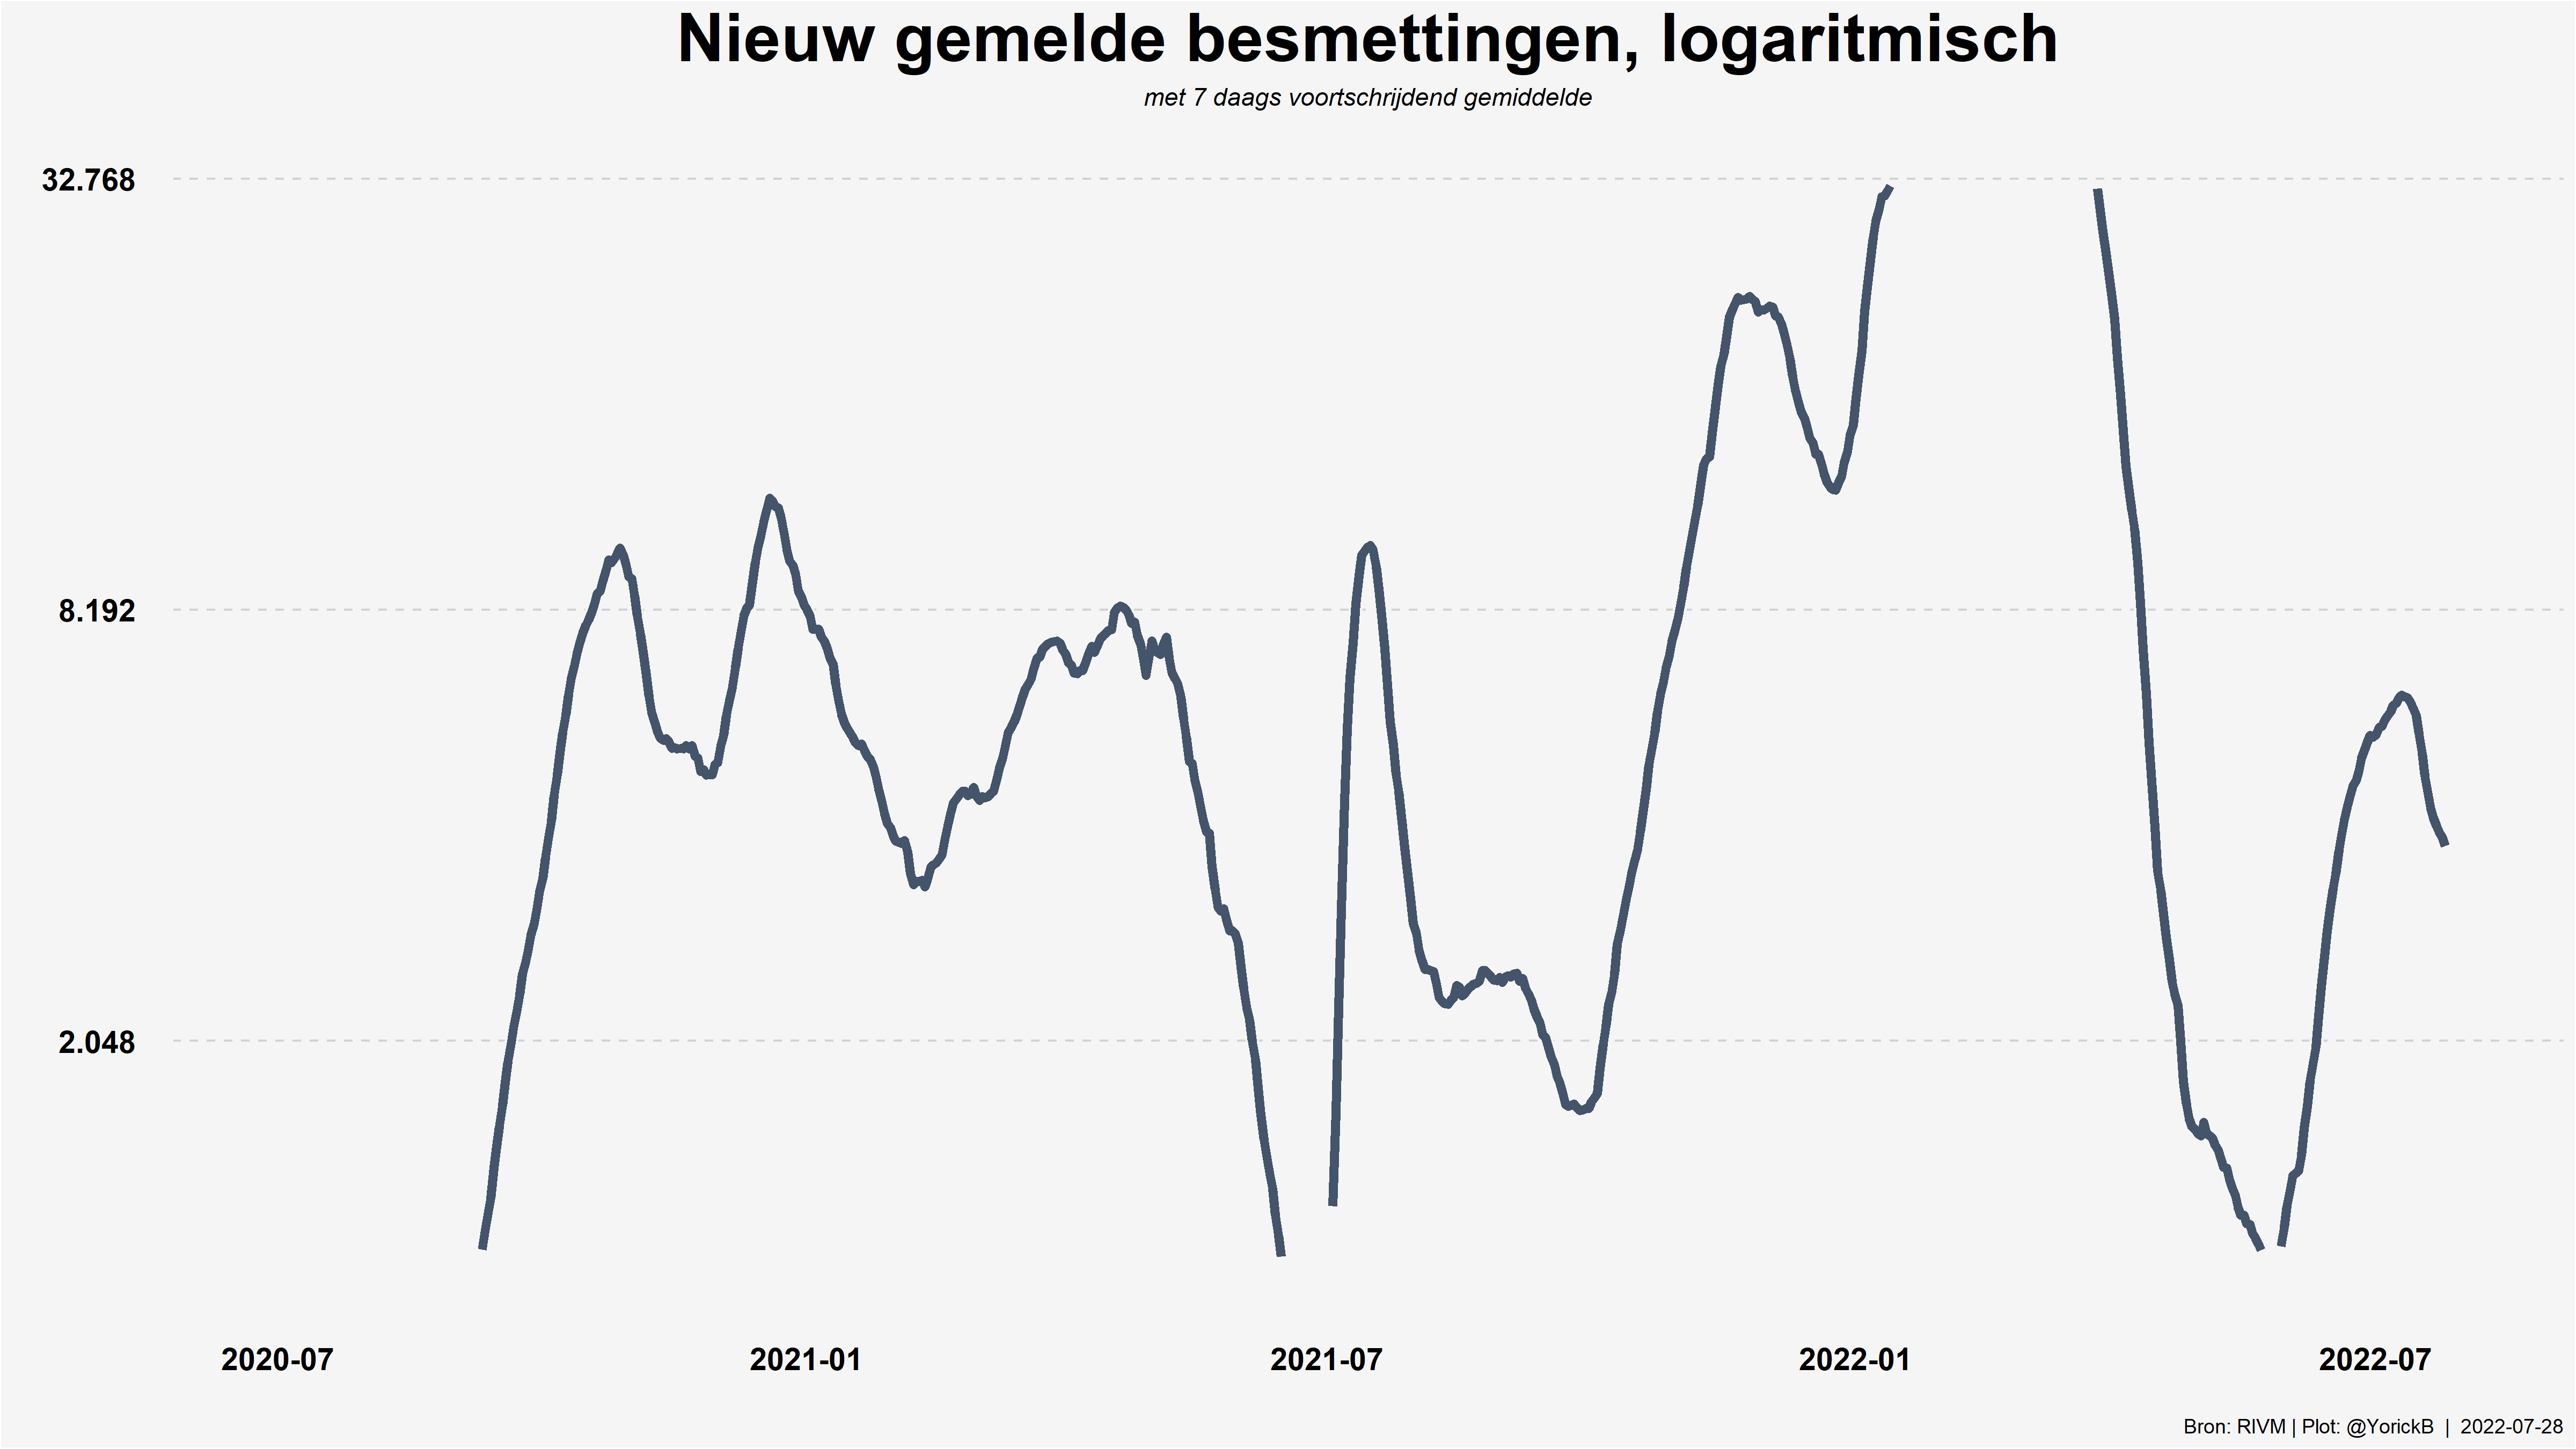 Nieuw gemelde besmettingen, logaritmisch
met 7 daags voortschrijdend gemiddelde
32.768
8.192
2.048
2020-07 2021-01 2021-07 2022-01 2022-07
Bron: RIVM | Plot: @YorickB | 2022-07-28